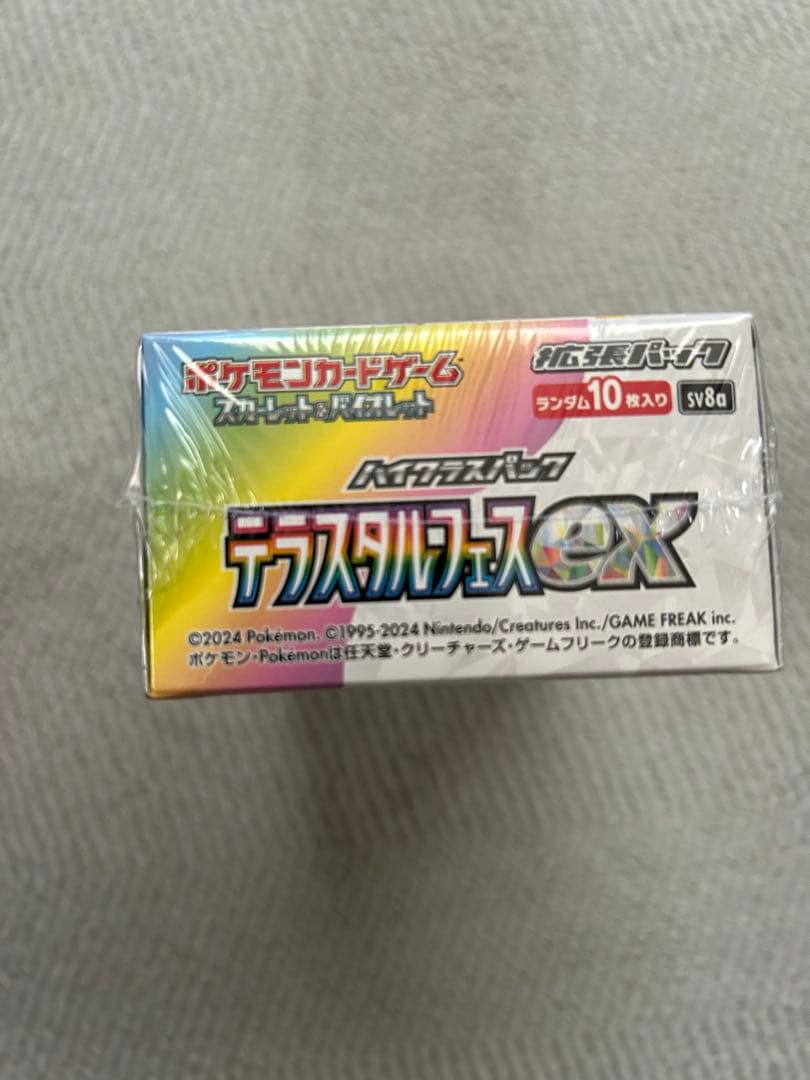 ポケモンカードゲーム
スカーレット&バイオレット
拡張パック
ランダム10枚入り SV8a
ハイクラスパック
テラスタルフェスex
©2024 Pokémon. ©1995-2024 Nintendo/Creatures Inc./GAME FREAK inc.
ポケモン・Pokémonは任天堂・クリーチャーズ・ゲームフリークの登録商標です。